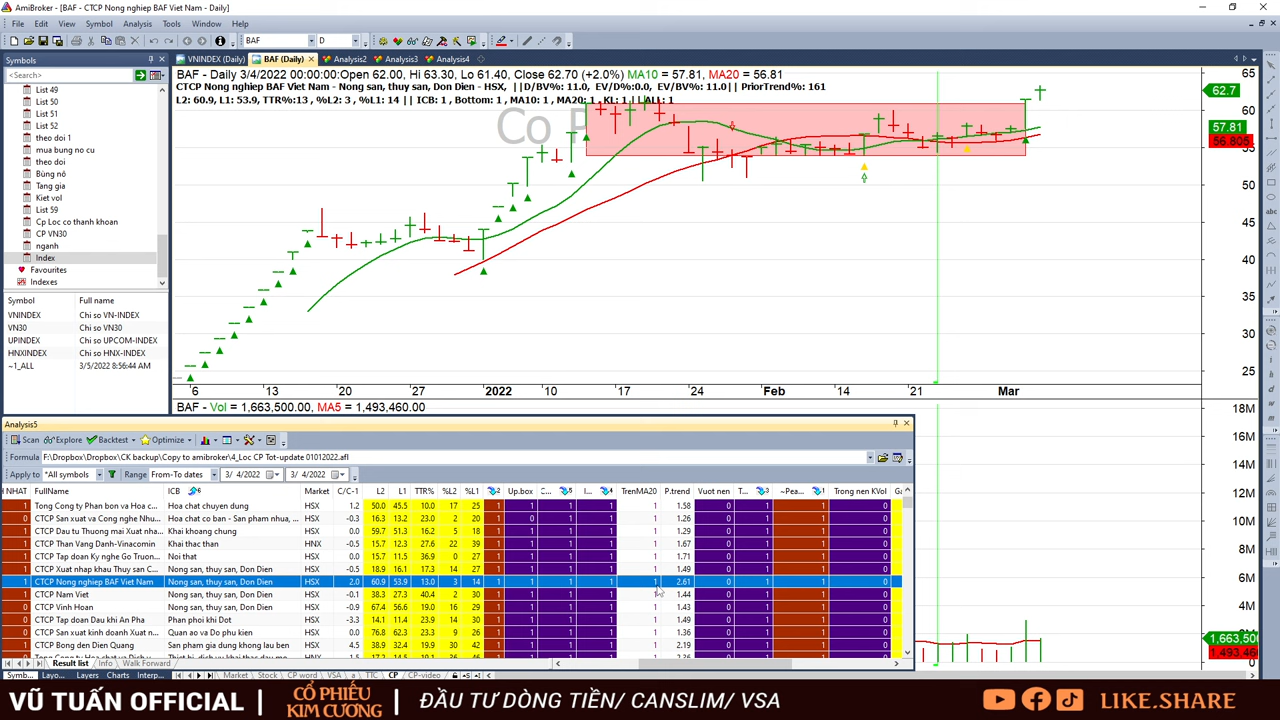 AmiBroker - [BAF - CTCP Nong nghiep BAF Viet Nam - Daily]
File Edit View Symbol Analysis Tools Window Help
BAF D
Symbols
VNINDEX (Daily) BAF (Daily) Analysis2 Analysis3 Analysis4
<Search>
BAF - Daily 3/4/2022 00:00:00:Open 62.00, Hi 63.30, Lo 61.40, Close 62.70 (+2.0%) MA10 = 57.81, MA20 = 56.81
CTCP Nong nghiep BAF Viet Nam - Nong san, thuy san, Don Dien - HSX, ||D/BV%: 11.0, EV/D%:0.0, EV/BV%: 11.0||PriorTrend%: 161
L2: 60.9, L1: 53.9, TTR%:13 , %L2: 3 , %L1: 14 || ICB: 1 , Bottom: 1 , MA10: 1 , MA20: 1 , KL: 1 | LALL: 1
Co P
List 49
List 50
List 51
List 52
theo doi 1
mua bung no cu
theo doi
Bùng nổ
Tang gia
Kiet vol
List 59
Cp Loc co thanh khoan
CP VN30
nganh
Index
Favourites
Indexes
Symbol Full name
VNINDEX Chi so VN-INDEX
VN30 Chi so VN30
UPINDEX Chi so UPCOM-INDEX
HNXINDEX Chi so HNX-INDEX
~1_ALL 3/5/2022 8:56:44 AM
65
62.7
60
57.81
56.805
55
50
45
40
35
30
25
6 13 20 27 2022 10 17 24 Feb 14 21 Mar
BAF - Vol = 1,663,500.00, MA5 = 1,493,460.00
18M
16M
14M
12M
10M
8M
6M
4M
2M
1,663,500
1,493,460
0
Analysis5
Scan Explore Backtest Optimize
Formula F:\Dropbox\Dropbox\CK backup\Copy to amibroker\4_Loc CP Tot-update 01012022.afl
Apply to *All symbols Range From-To dates 3/ 4/2022 3/ 4/2022
NHAT FullName ICB 6 Market C/C-1 L2 L1 TTR% %L2 %L1 2 Up.box C... 5 I... 4 TrenMA20 P.trend Vuot nen T... 3 ~Pea... 1 Trong nen KVol
1 Tong Cong ty Phan bon va Hoa c... Hoa chat chuyen dung HSX 1.2 50.0 45.5 10.0 17 25 1 1 1 1 1 1.58 0 1 1 0
CTCP San xuat va Cong nghe Nhu... Hoa chat co ban - San pham nhua, ... HSX -0.3 16.3 13.2 23.0 2 20 1 0 1 1 1 1.26 0 1 1 0
CTCP Dau tu Thuong mai Xuat nha... Khai khoang chung HSX 0.0 59.7 51.3 16.2 5 18 1 1 1 1 1 1.29 0 1 1 0
CTCP Than Vang Danh-Vinacomin Khai thac than HNX -0.5 15.7 12.3 27.6 22 39 1 1 1 1 1 1.67 0 1 1 0
CTCP Tap doan Ky nghe Go Truon... Noi that HSX 0.0 15.7 11.5 36.9 0 27 1 1 1 1 1 1.71 0 1 1 0
CTCP Xuat nhap khau Thuy san C... Nong san, thuy san, Don Dien HSX 18.9 16.1 17.3 14 27 1 1 1 1 1 1.49 0 1 1 0
1 CTCP Nong nghiep BAF Viet Nam Nong san, thuy san, Don Dien HSX 2.0 60.9 53.9 13.0 3 14 1 1 1 1 1 2.61 0 1 1 0
1 CTCP Nam Viet Nong san, thuy san, Don Dien HSX -0.1 38.3 27.3 40.4 2 30 1 1 1 1 1 1.44 0 1 1 0
0 CTCP Vinh Hoan Nong san, thuy san, Don Dien HSX -0.9 67.4 56.6 19.0 16 29 1 1 1 1 1 1.43 0 1 1 0
0 CTCP Tap doan Dau khi An Pha Phan phoi khi Dot HSX -3.3 14.1 11.4 23.9 14 30 1 1 1 1 1 1.49 0 1 1 0
0 CTCP San xuat kinh doanh Xuat n... Quan ao va Do phu kien HSX 0.0 76.8 62.3 23.3 9 26 1 1 1 1 1 1.36 0 1 1 0
1 CTCP Bong den Dien Quang San pham gia dung khong lau ben HSX 4.5 38.9 32.4 19.9 30 42 1 1 1 1 1 2.19 0 1 1 0
Result list Info Walk Forward
Symb... Layers Charts Interp... Market Stock CP word VSA a TTC CP CP-video
VŨ TUẤN OFFICIAL
CỔ PHIẾU
KIM CƯƠNG
ĐẦU TƯ DÒNG TIỀN/ CANSLIM/ VSA
LIKE.SHARE